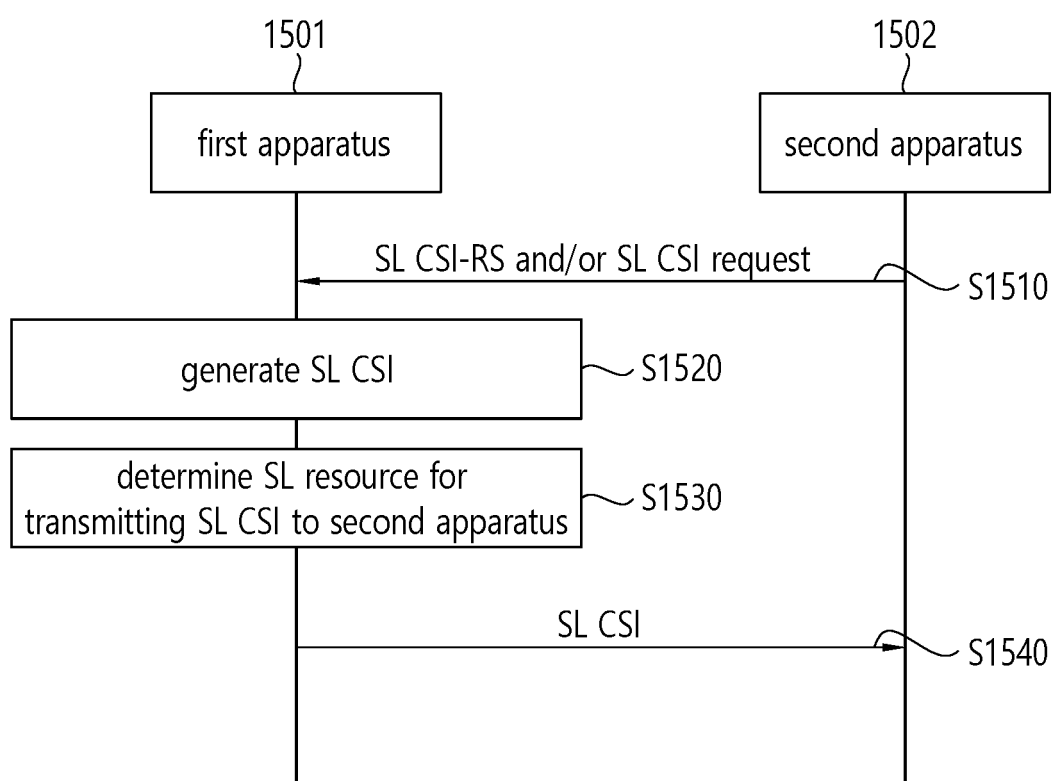 1501
1502
first apparatus
second apparatus
SL CSI-RS and/or SL CSI request
S1510
generate SL CSI
S1520
determine SL resource for
transmitting SL CSI to second apparatus
S1530
SL CSI
S1540